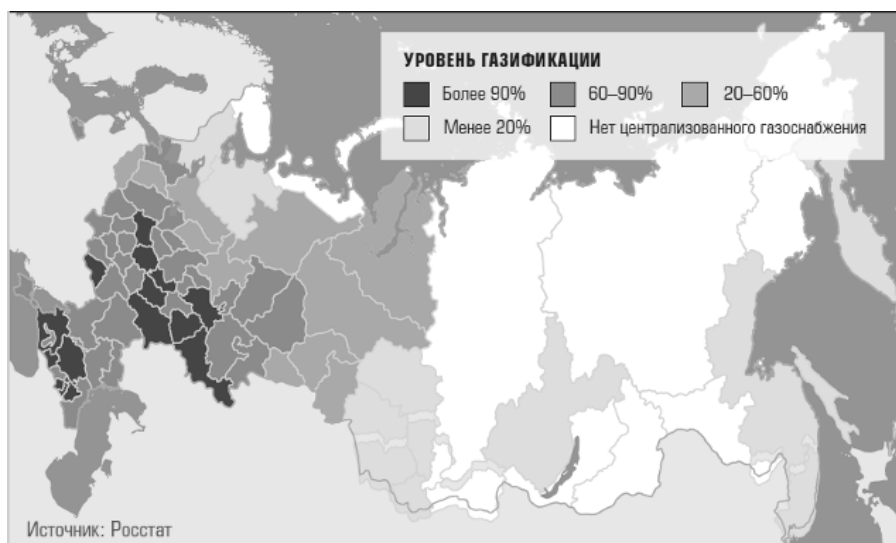 УРОВЕНЬ ГАЗИФИКАЦИИ
Более 90% 60–90% 20–60%
Менее 20% Нет централизованного газоснабжения
Источник: Росстат